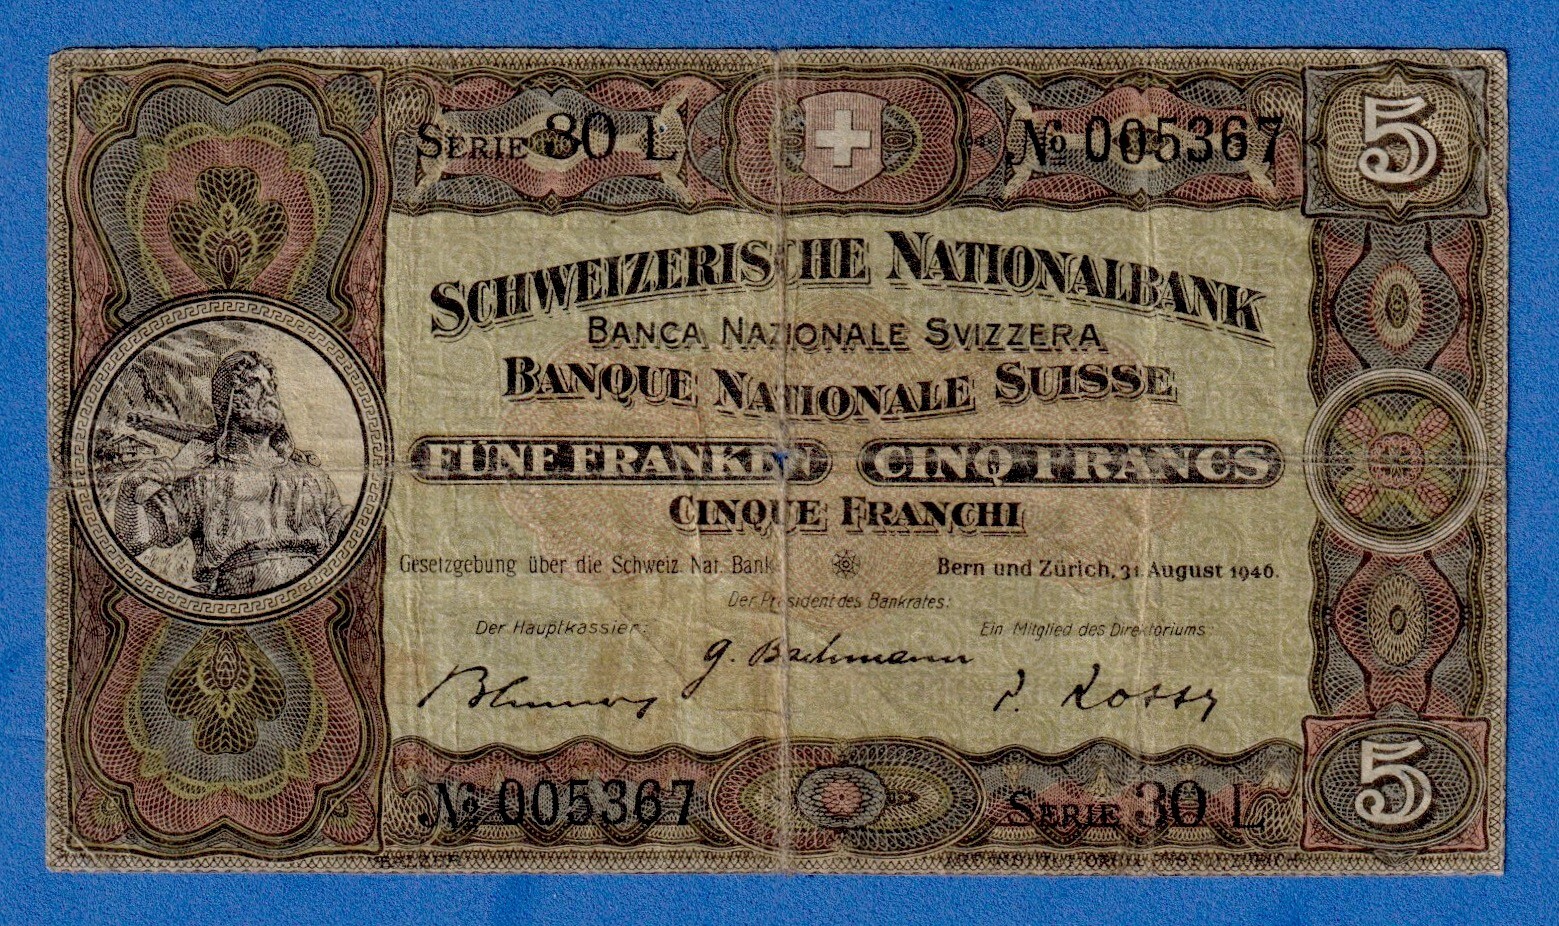 SERIE 30 L
№ 005367
5
SCHWEIZERISCHE NATIONALBANK
BANCA NAZIONALE SVIZZERA
BANQUE NATIONALE SUISSE
FÜNF FRANKEN CINQ FRANCS
CINQUE FRANCHI
Gesetzgebung über die Schweiz. Nat. Bank.
Bern und Zürich, 31. August 1946.
Der Präsident des Bankrates:
Der Hauptkassier:
Ein Mitglied des Direktoriums:
G. Bachmann
Blumer
P. Rossy
№ 005367
SERIE 30 L
5
BALZER